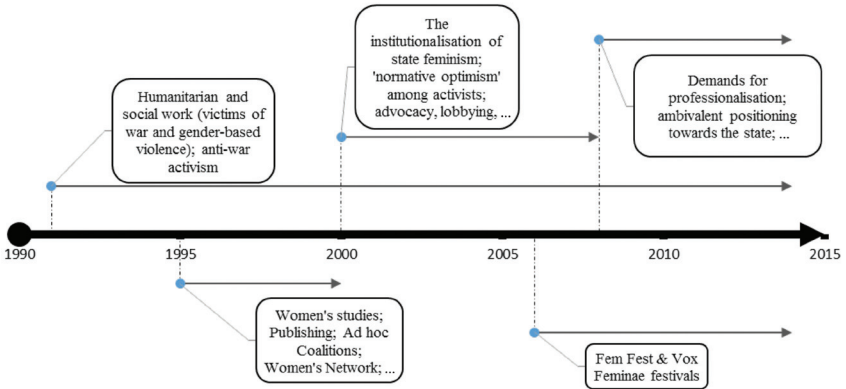 The
institutionalisation of
state feminism;
'normative optimism'
among activists;
advocacy, lobbying, ...
Demands for
professionalisation;
ambivalent positioning
towards the state; ...
Humanitarian and
social work (victims of
war and gender-based
violence); anti-war
activism
1990
1995
2000
2005
2010
2015
Women's studies;
Publishing; Ad hoc
Coalitions;
Women's Network; ...
Fem Fest & Vox
Feminae festivals